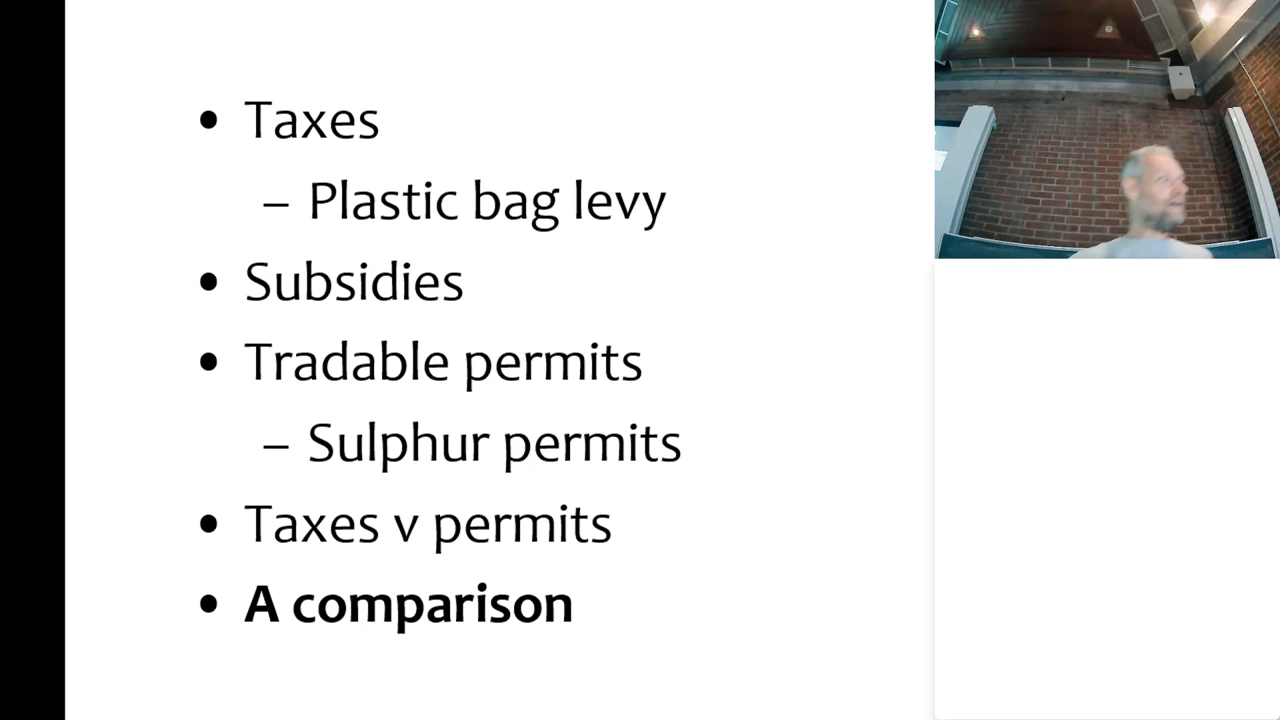 • Taxes
– Plastic bag levy
• Subsidies
• Tradable permits
– Sulphur permits
• Taxes v permits
• A comparison